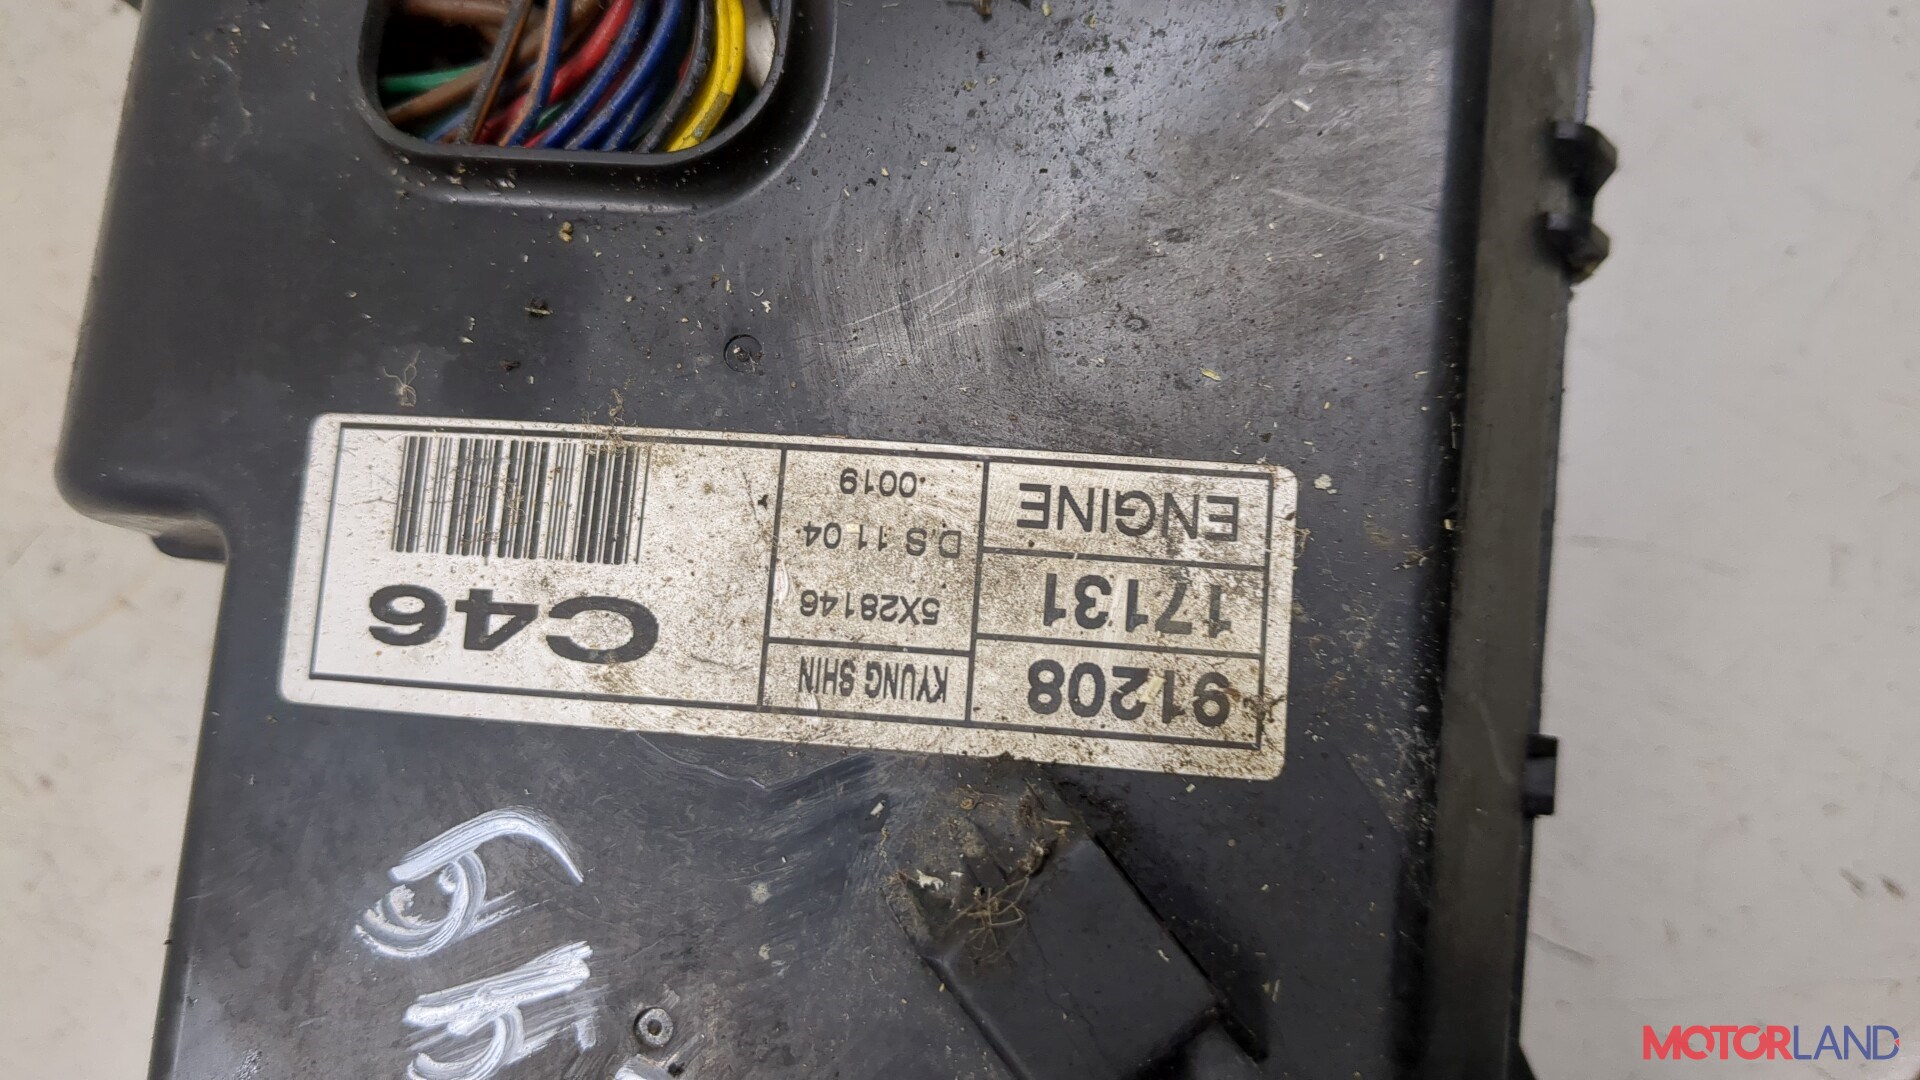 91208
17131
ENGINE
KYUNG SHIN
5X28146
D.S 11 04
.0019
C46
MOTORLAND